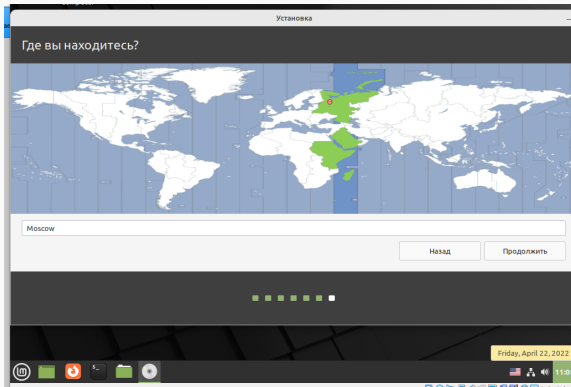 Установка
Где вы находитесь?
Moscow
Назад
Продолжить
Friday, April 22, 2022